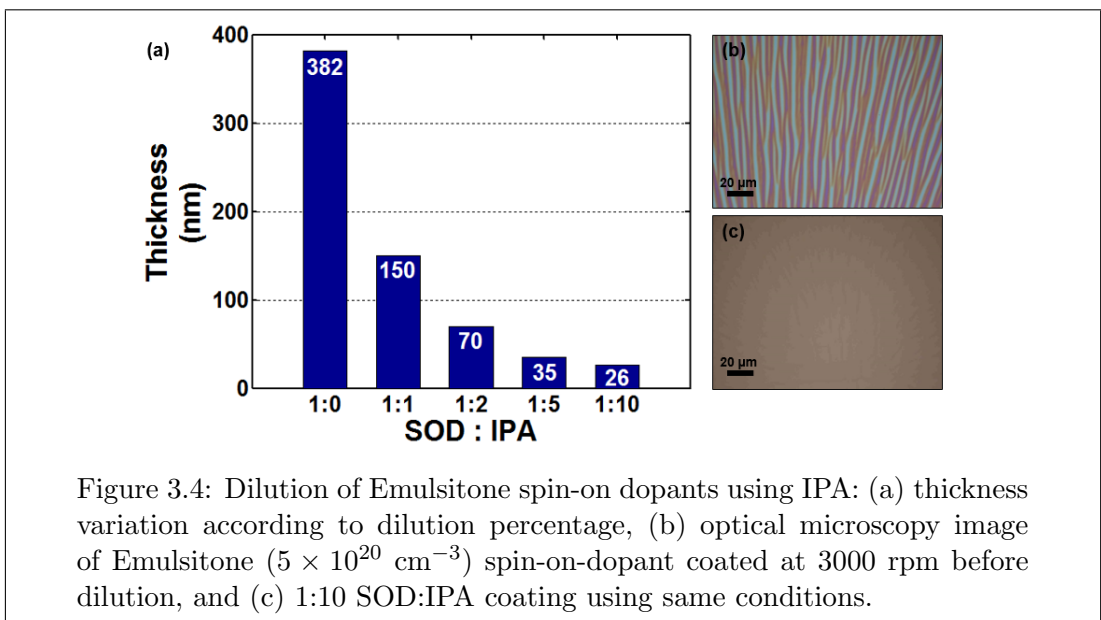 (a)
400
300
200
100
0
Thickness
(nm)
382
150
70
35
26
1:0 1:1 1:2 1:5 1:10
SOD : IPA
(b)
20 µm
(c)
20 µm
Figure 3.4: Dilution of Emulsitone spin-on dopants using IPA: (a) thickness
variation according to dilution percentage, (b) optical microscopy image
of Emulsitone (5 × 10²⁰ cm⁻³) spin-on-dopant coated at 3000 rpm before
dilution, and (c) 1:10 SOD:IPA coating using same conditions.